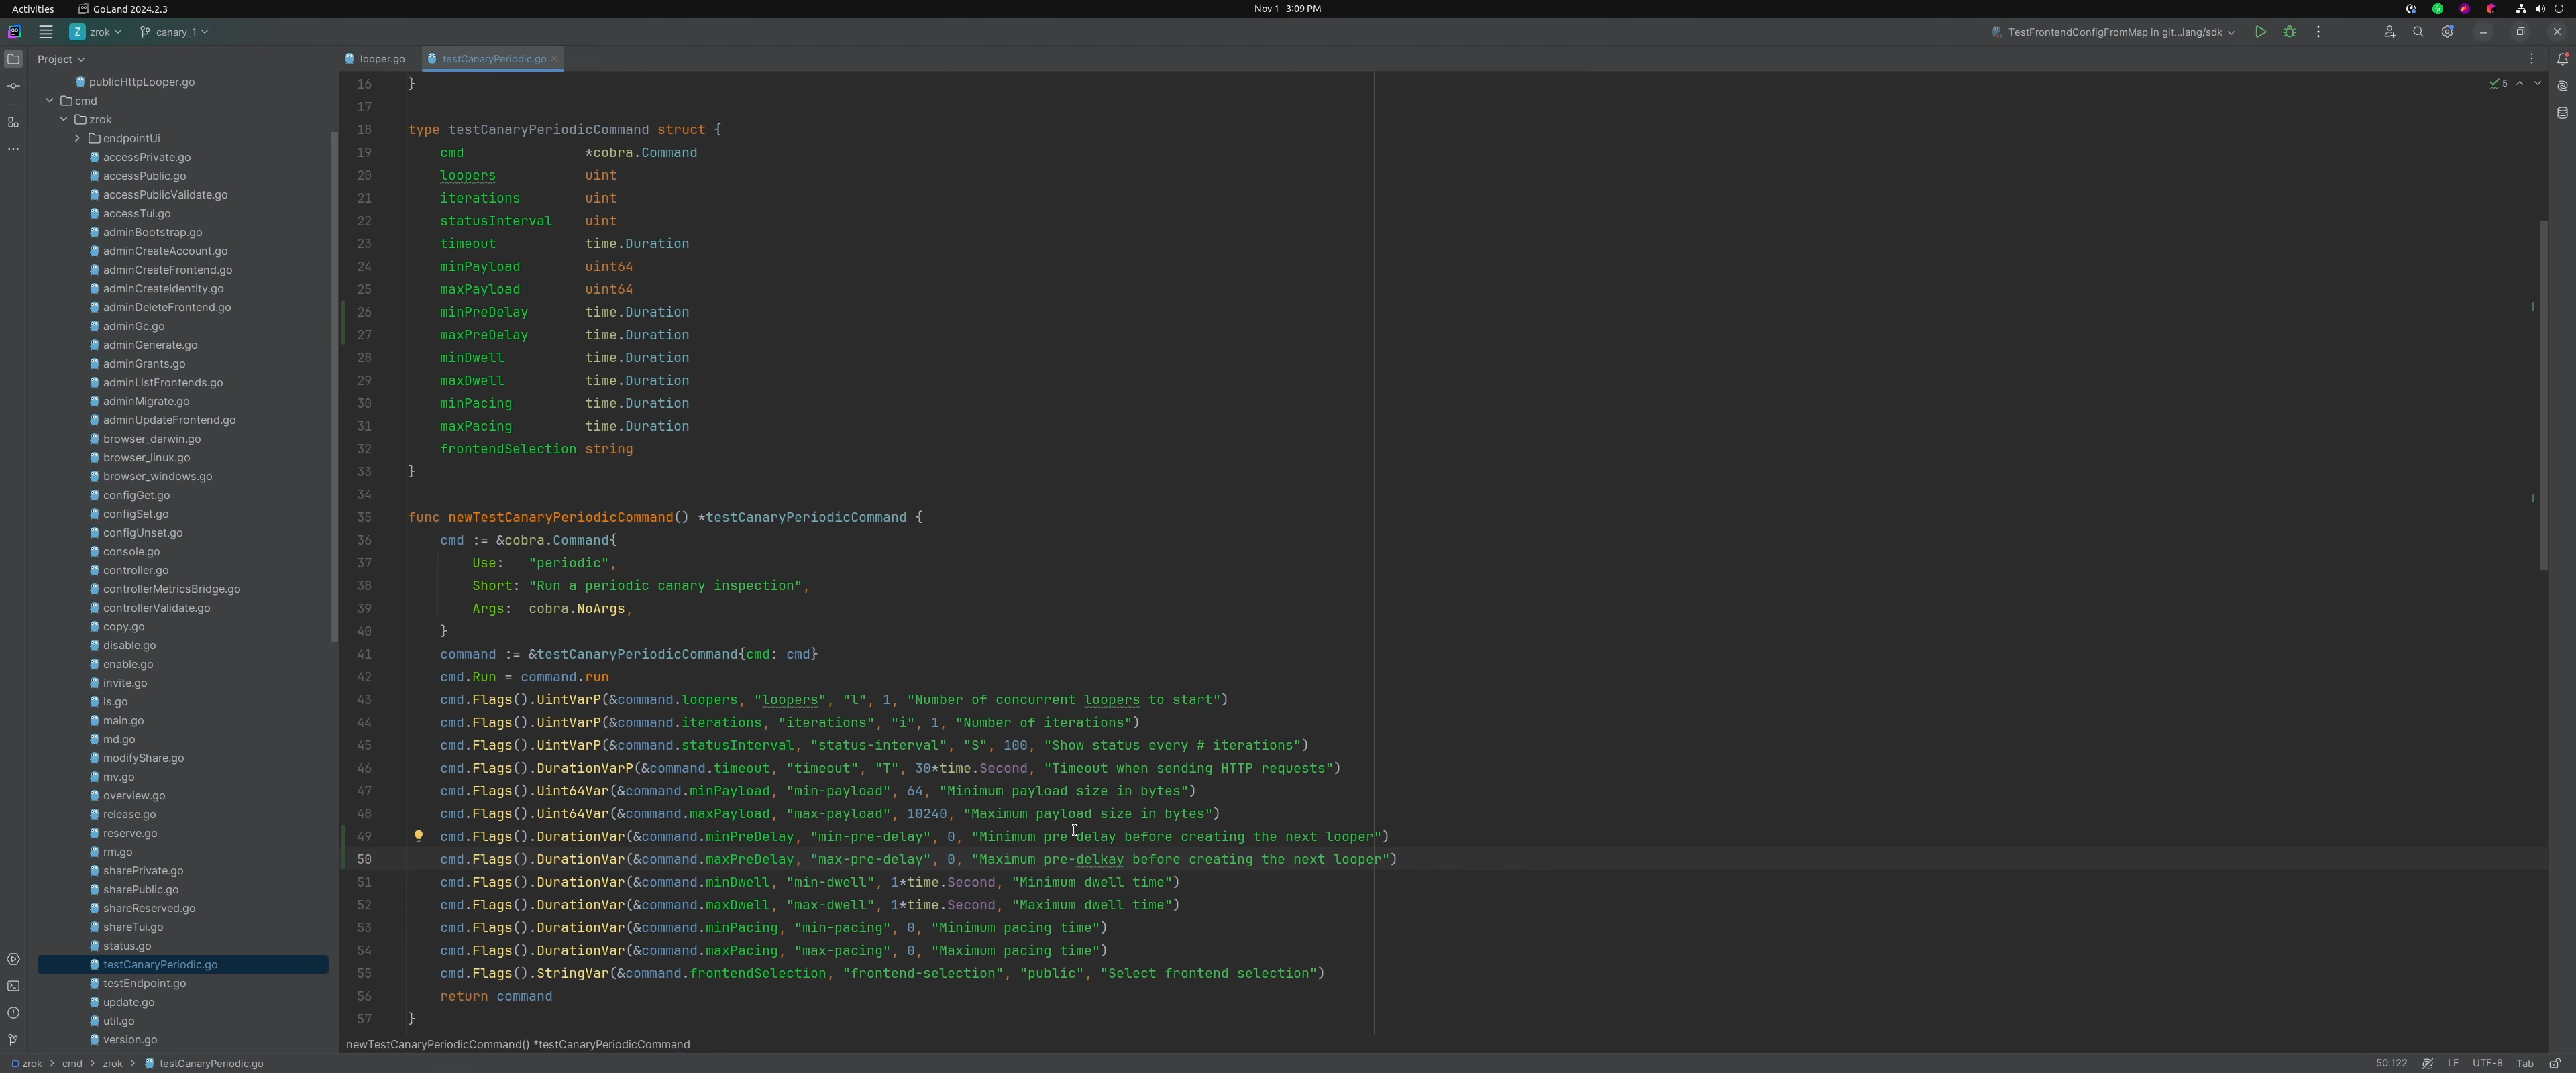 Activities
GoLand 2024.2.3
Nov 1 3:09 PM
Z zrok
canary_1
TestFrontendConfigFromMap in git...lang/sdk
Project
looper.go
testCanaryPeriodic.go
publicHttpLooper.go
cmd
zrok
endpointUi
accessPrivate.go
accessPublic.go
accessPublicValidate.go
accessTui.go
adminBootstrap.go
adminCreateAccount.go
adminCreateFrontend.go
adminCreateIdentity.go
adminDeleteFrontend.go
adminGc.go
adminGenerate.go
adminGrants.go
adminListFrontends.go
adminMigrate.go
adminUpdateFrontend.go
browser_darwin.go
browser_linux.go
browser_windows.go
configGet.go
configSet.go
configUnset.go
console.go
controller.go
controllerMetricsBridge.go
controllerValidate.go
copy.go
disable.go
enable.go
invite.go
ls.go
main.go
md.go
modifyShare.go
mv.go
overview.go
release.go
reserve.go
rm.go
sharePrivate.go
sharePublic.go
shareReserved.go
shareTui.go
status.go
testCanaryPeriodic.go
testEndpoint.go
update.go
util.go
version.go
5
16 }
17
18 type testCanaryPeriodicCommand struct {
19 cmd *cobra.Command
20 loopers uint
21 iterations uint
22 statusInterval uint
23 timeout time.Duration
24 minPayload uint64
25 maxPayload uint64
26 minPreDelay time.Duration
27 maxPreDelay time.Duration
28 minDwell time.Duration
29 maxDwell time.Duration
30 minPacing time.Duration
31 maxPacing time.Duration
32 frontendSelection string
33 }
34
35 func newTestCanaryPeriodicCommand() *testCanaryPeriodicCommand {
36 cmd := &cobra.Command{
37 Use: "periodic",
38 Short: "Run a periodic canary inspection",
39 Args: cobra.NoArgs,
40 }
41 command := &testCanaryPeriodicCommand{cmd: cmd}
42 cmd.Run = command.run
43 cmd.Flags().UintVarP(&command.loopers, "loopers", "l", 1, "Number of concurrent loopers to start")
44 cmd.Flags().UintVarP(&command.iterations, "iterations", "i", 1, "Number of iterations")
45 cmd.Flags().UintVarP(&command.statusInterval, "status-interval", "S", 100, "Show status every # iterations")
46 cmd.Flags().DurationVarP(&command.timeout, "timeout", "T", 30*time.Second, "Timeout when sending HTTP requests")
47 cmd.Flags().Uint64Var(&command.minPayload, "min-payload", 64, "Minimum payload size in bytes")
48 cmd.Flags().Uint64Var(&command.maxPayload, "max-payload", 10240, "Maximum payload size in bytes")
49 cmd.Flags().DurationVar(&command.minPreDelay, "min-pre-delay", 0, "Minimum pre-delay before creating the next looper")
50 cmd.Flags().DurationVar(&command.maxPreDelay, "max-pre-delay", 0, "Maximum pre-delkay before creating the next looper")
51 cmd.Flags().DurationVar(&command.minDwell, "min-dwell", 1*time.Second, "Minimum dwell time")
52 cmd.Flags().DurationVar(&command.maxDwell, "max-dwell", 1*time.Second, "Maximum dwell time")
53 cmd.Flags().DurationVar(&command.minPacing, "min-pacing", 0, "Minimum pacing time")
54 cmd.Flags().DurationVar(&command.maxPacing, "max-pacing", 0, "Maximum pacing time")
55 cmd.Flags().StringVar(&command.frontendSelection, "frontend-selection", "public", "Select frontend selection")
56 return command
57 }
newTestCanaryPeriodicCommand() *testCanaryPeriodicCommand
zrok > cmd > zrok > testCanaryPeriodic.go
50:122 LF UTF-8 Tab